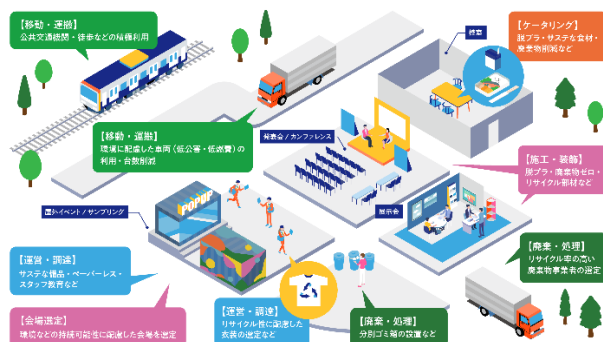 【移動・運搬】
公共交通機関・徒歩などの積極利用
【ケータリング】
脱プラ・サステな食材・
廃棄物削減など
控室
【移動・運搬】
環境に配慮した車両（低公害・低燃費）の
利用・台数削減
発表会 / カンファレンス
【施工・装飾】
脱プラ・廃棄物ゼロ・
リサイクル部材など
POPUP
屋外イベント / サンプリング
展示会
【運営・調達】
サステな備品・ペーパーレス・
スタッフ教育など
【廃棄・処理】
リサイクル率の高い
廃棄物事業者の選定
【会場選定】
環境などの持続可能性に配慮した会場を選定
【運営・調達】
リサイクル性に配慮した
衣装の選定など
【廃棄・処理】
分別ゴミ箱の設置など